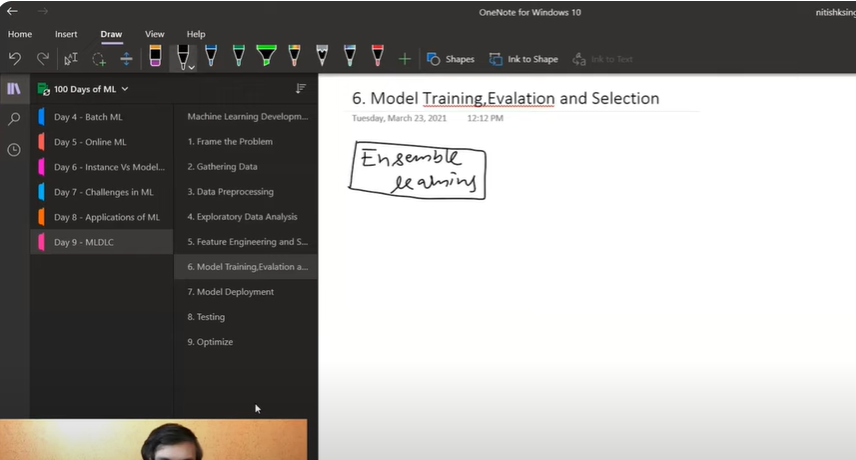 OneNote for Windows 10
nitishksing
Home Insert Draw View Help
Shapes Ink to Shape Ink to Text
100 Days of ML
Day 4 - Batch ML
Day 5 - Online ML
Day 6 - Instance Vs Model...
Day 7 - Challenges in ML
Day 8 - Applications of ML
Day 9 - MLDLC
Machine Learning Developm...
1. Frame the Problem
2. Gathering Data
3. Data Preprocessing
4. Exploratory Data Analysis
5. Feature Engineering and S...
6. Model Training,Evalation a...
7. Model Deployment
8. Testing
9. Optimize
6. Model Training,Evalation and Selection
Tuesday, March 23, 2021 12:12 PM
Ensemble
learning